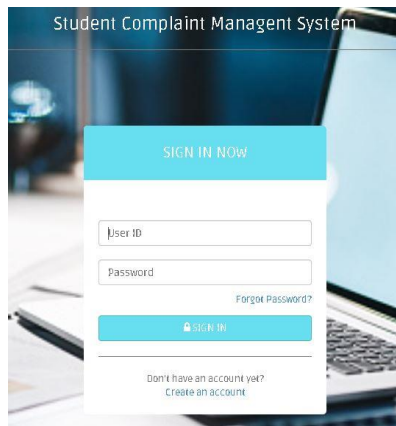 Student Complaint Managent System
SIGN IN NOW
User ID
Password
Forgot Password?
SIGN IN
Don't have an account yet?
Create an account